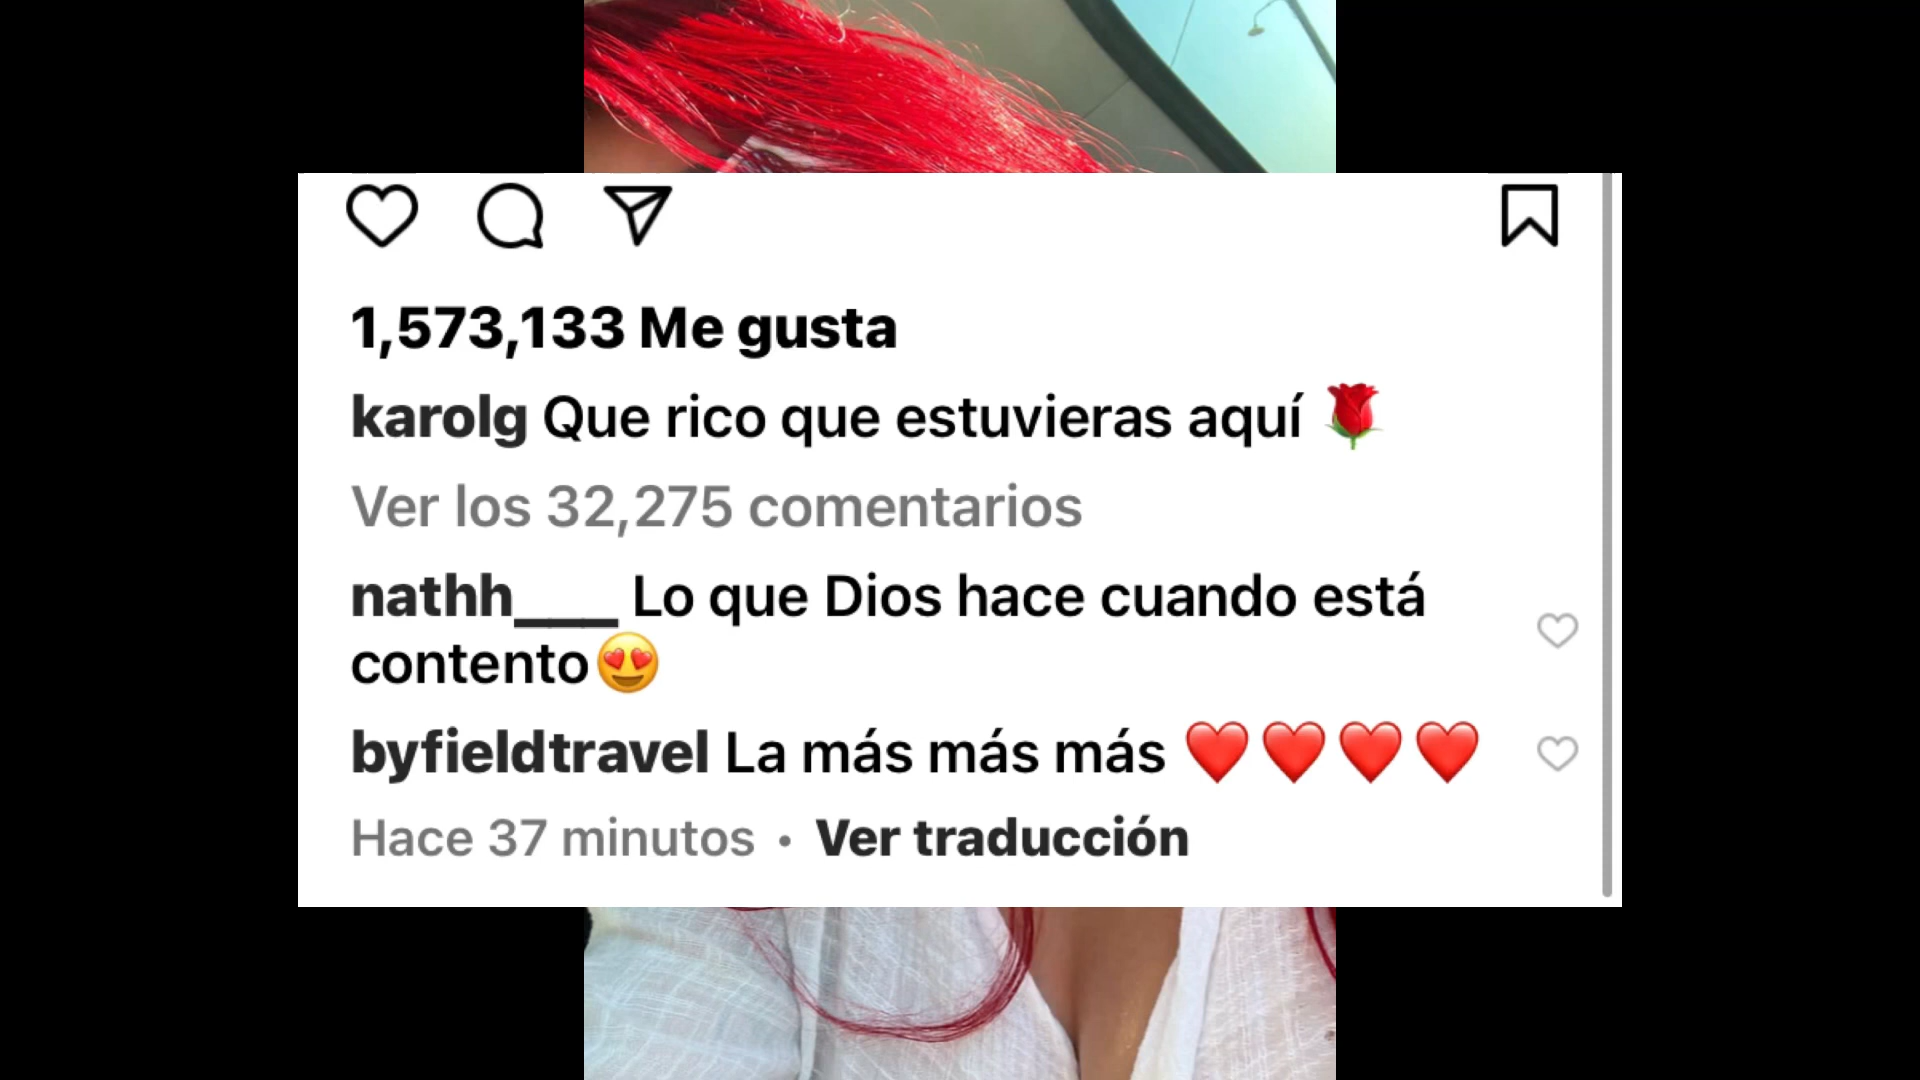 1,573,133 Me gusta
karolg Que rico que estuvieras aquí 🌹
Ver los 32,275 comentarios
nathh___ Lo que Dios hace cuando está
contento😍
byfieldtravel La más más más ❤️❤️❤️❤️
Hace 37 minutos • Ver traducción